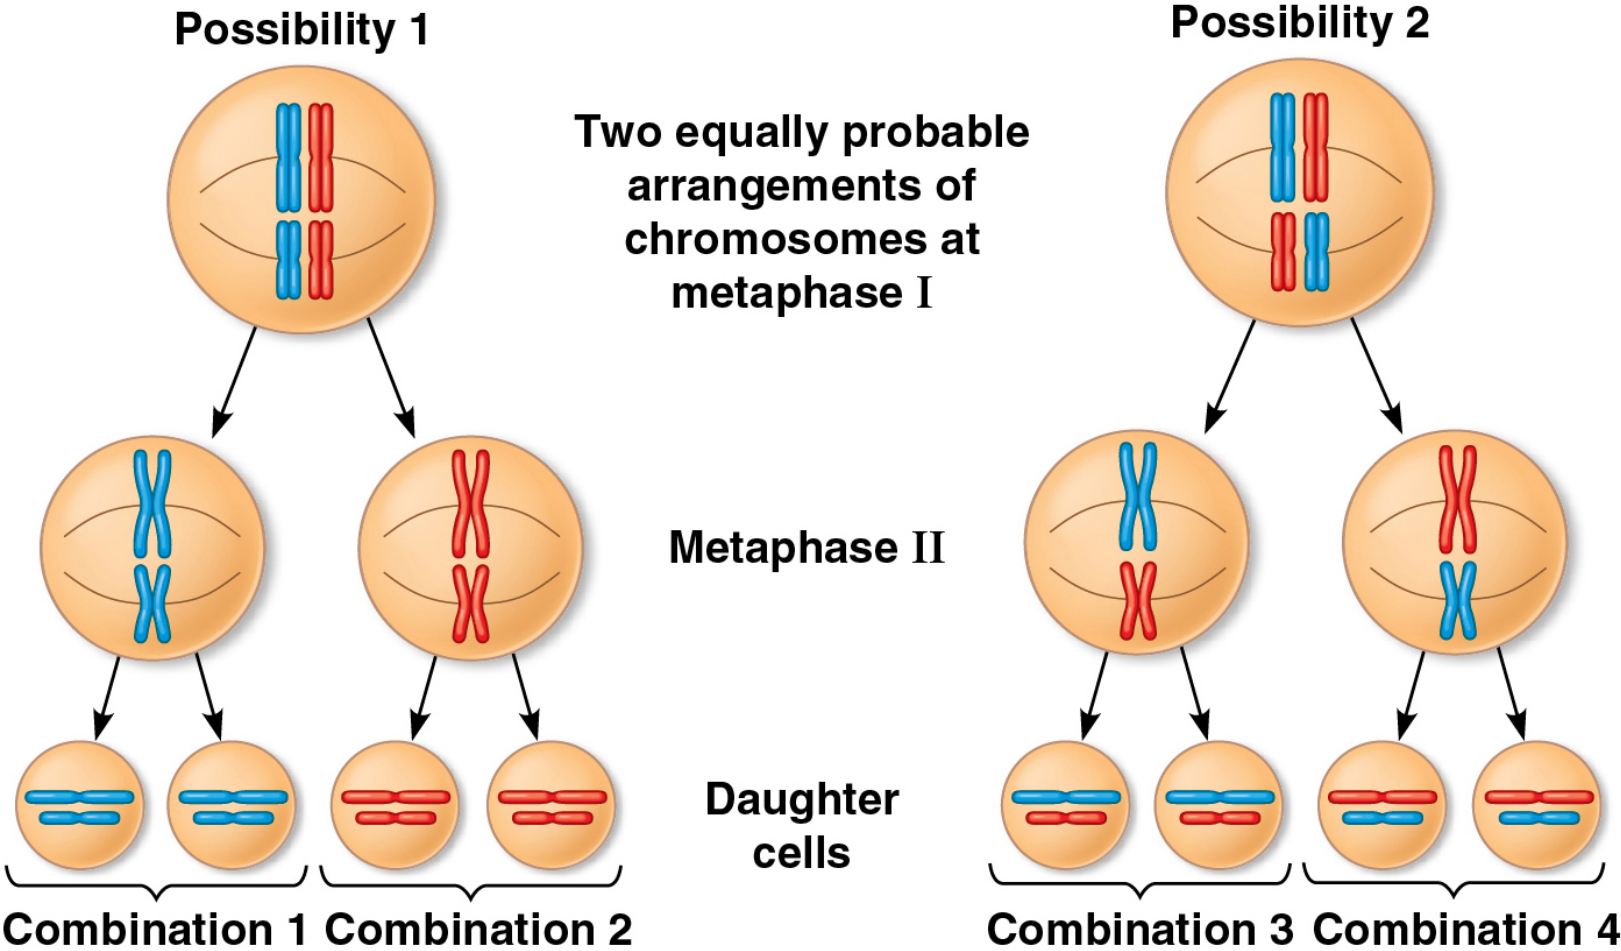 Possibility 1
Possibility 2
Two equally probable
arrangements of
chromosomes at
metaphase I
Metaphase II
Daughter
cells
Combination 1
Combination 2
Combination 3
Combination 4